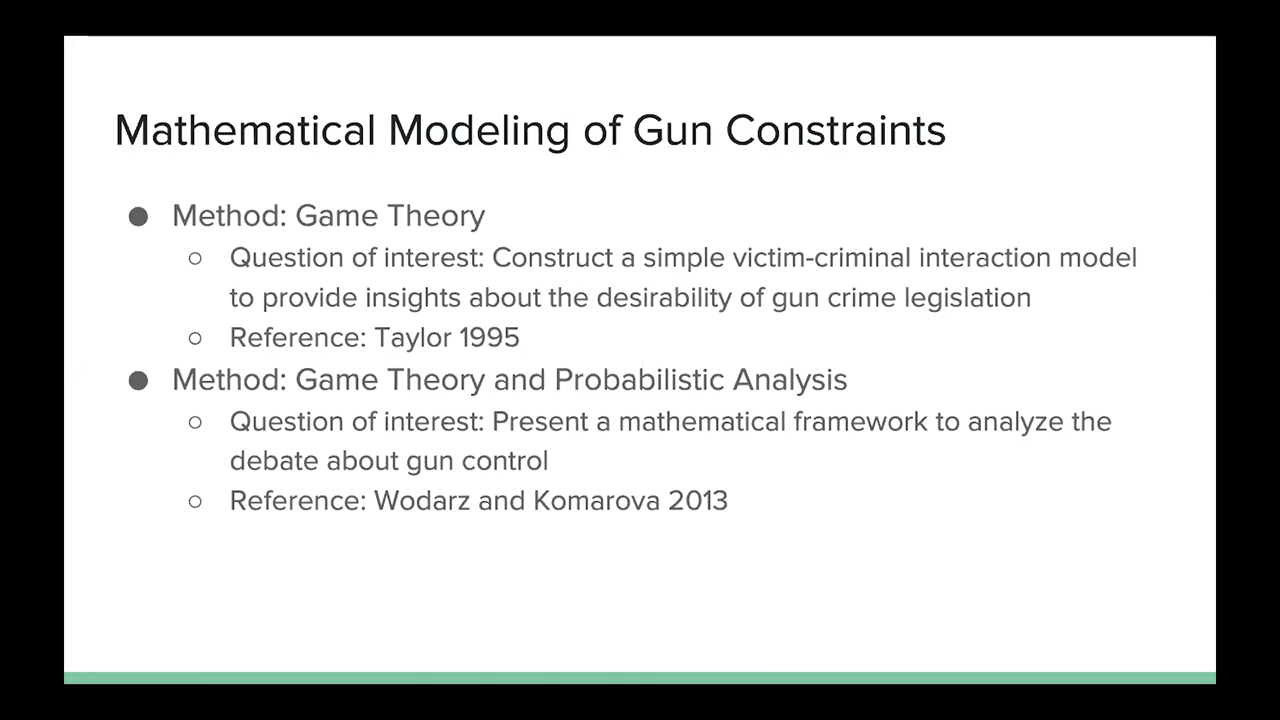 Mathematical Modeling of Gun Constraints
● Method: Game Theory
○ Question of interest: Construct a simple victim-criminal interaction model
to provide insights about the desirability of gun crime legislation
○ Reference: Taylor 1995
● Method: Game Theory and Probabilistic Analysis
○ Question of interest: Present a mathematical framework to analyze the
debate about gun control
○ Reference: Wodarz and Komarova 2013